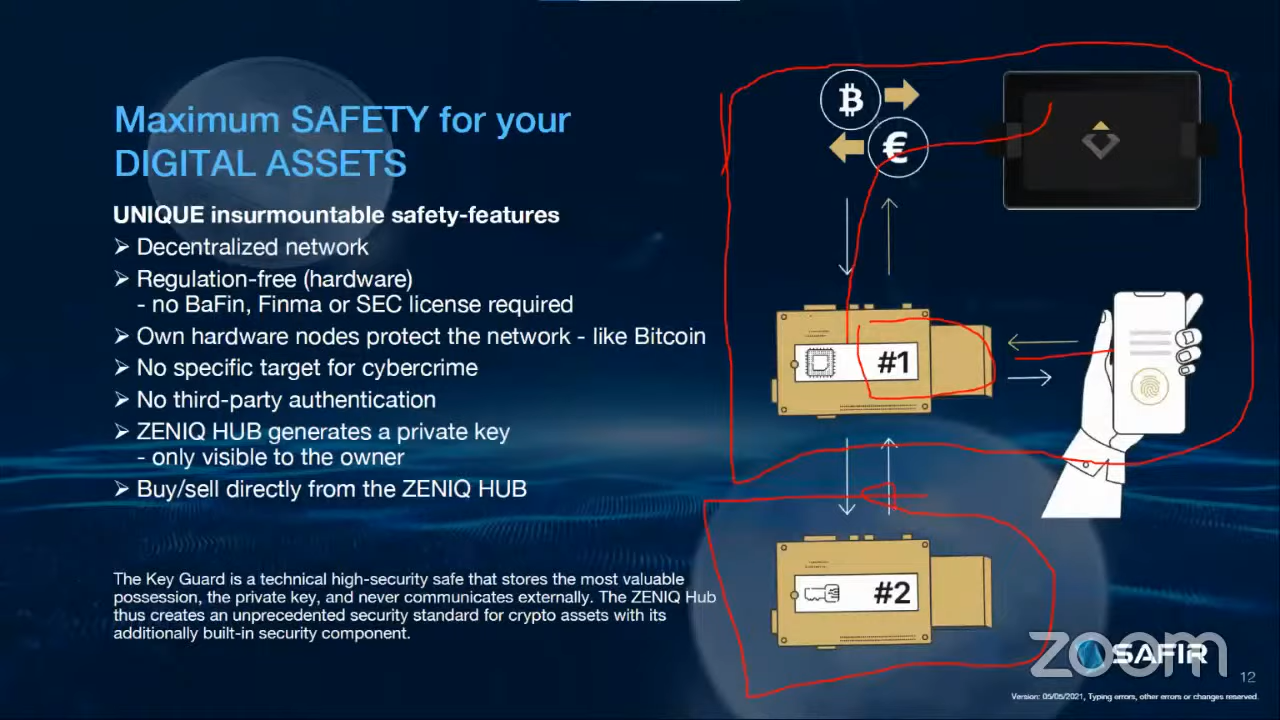 Maximum SAFETY for your
DIGITAL ASSETS
UNIQUE insurmountable safety-features
➢ Decentralized network
➢ Regulation-free (hardware)
- no BaFin, Finma or SEC license required
➢ Own hardware nodes protect the network - like Bitcoin
➢ No specific target for cybercrime
➢ No third-party authentication
➢ ZENIQ HUB generates a private key
- only visible to the owner
➢ Buy/sell directly from the ZENIQ HUB
The Key Guard is a technical high-security safe that stores the most valuable
possession, the private key, and never communicates externally. The ZENIQ Hub
thus creates an unprecedented security standard for crypto assets with its
additionally built-in security component.
₿
€
#1
#2
zoom
SAFIR
12
Version: 05/05/2021, Typing errors, other errors or changes reserved.